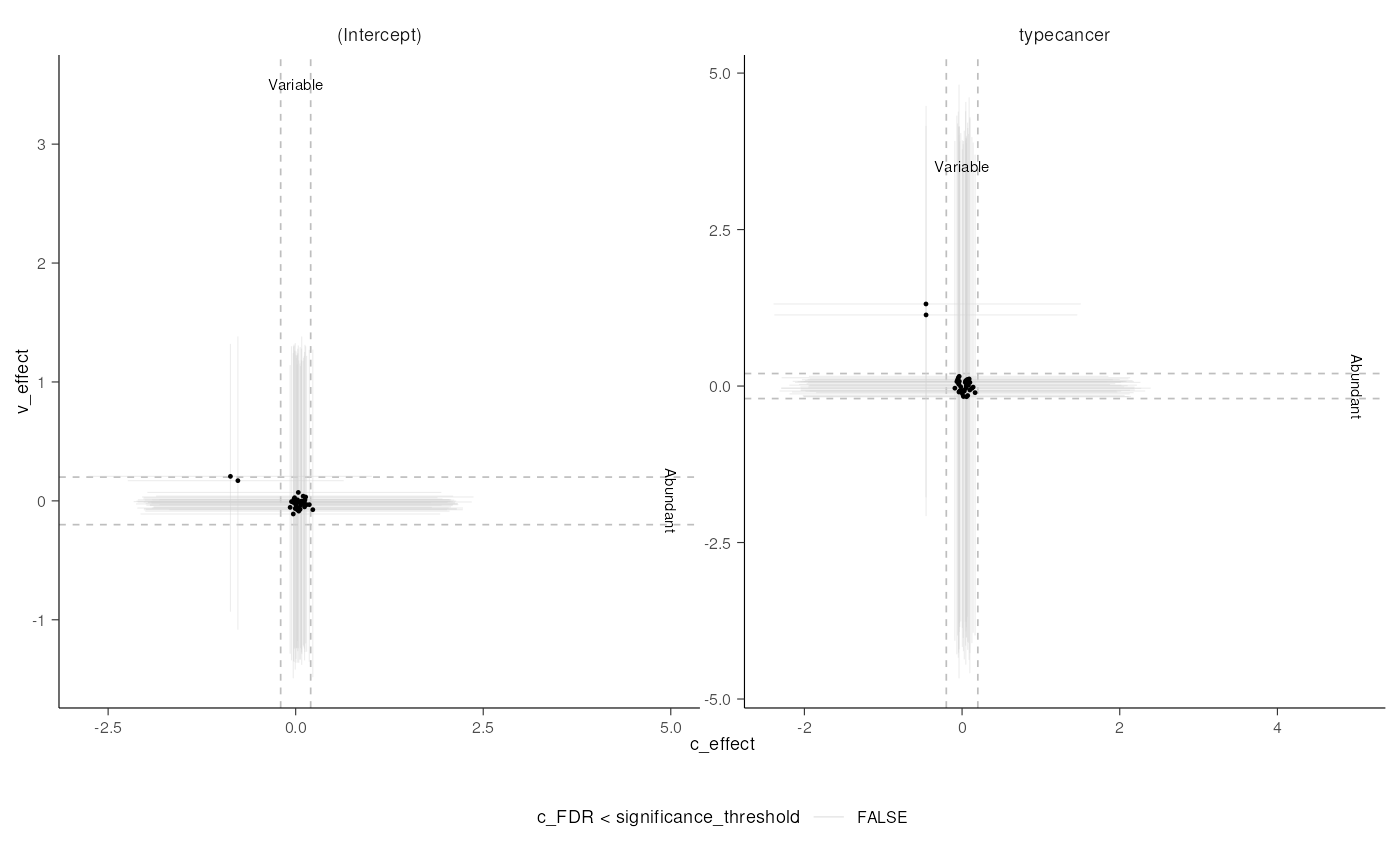 (Intercept)
typecancer
v_effect
3
2
1
0
-1
Variable
Abundant
-2.5
0.0
2.5
5.0
5.0
2.5
0.0
-2.5
-5.0
Variable
Abundant
-2
0
2
4
c_effect
c_FDR < significance_threshold FALSE